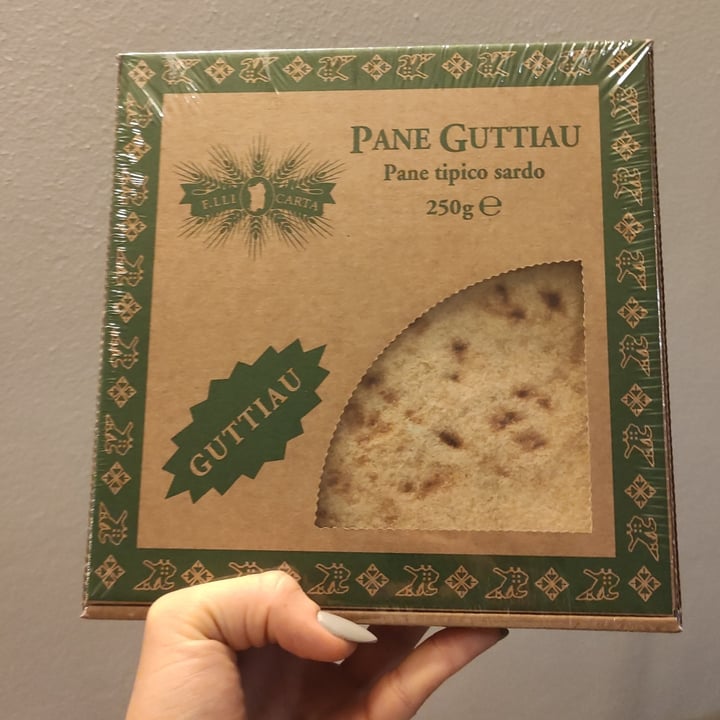 PANE GUTTIAU
Pane tipico sardo
250g ℮
F.LLI CARTA
GUTTIAU